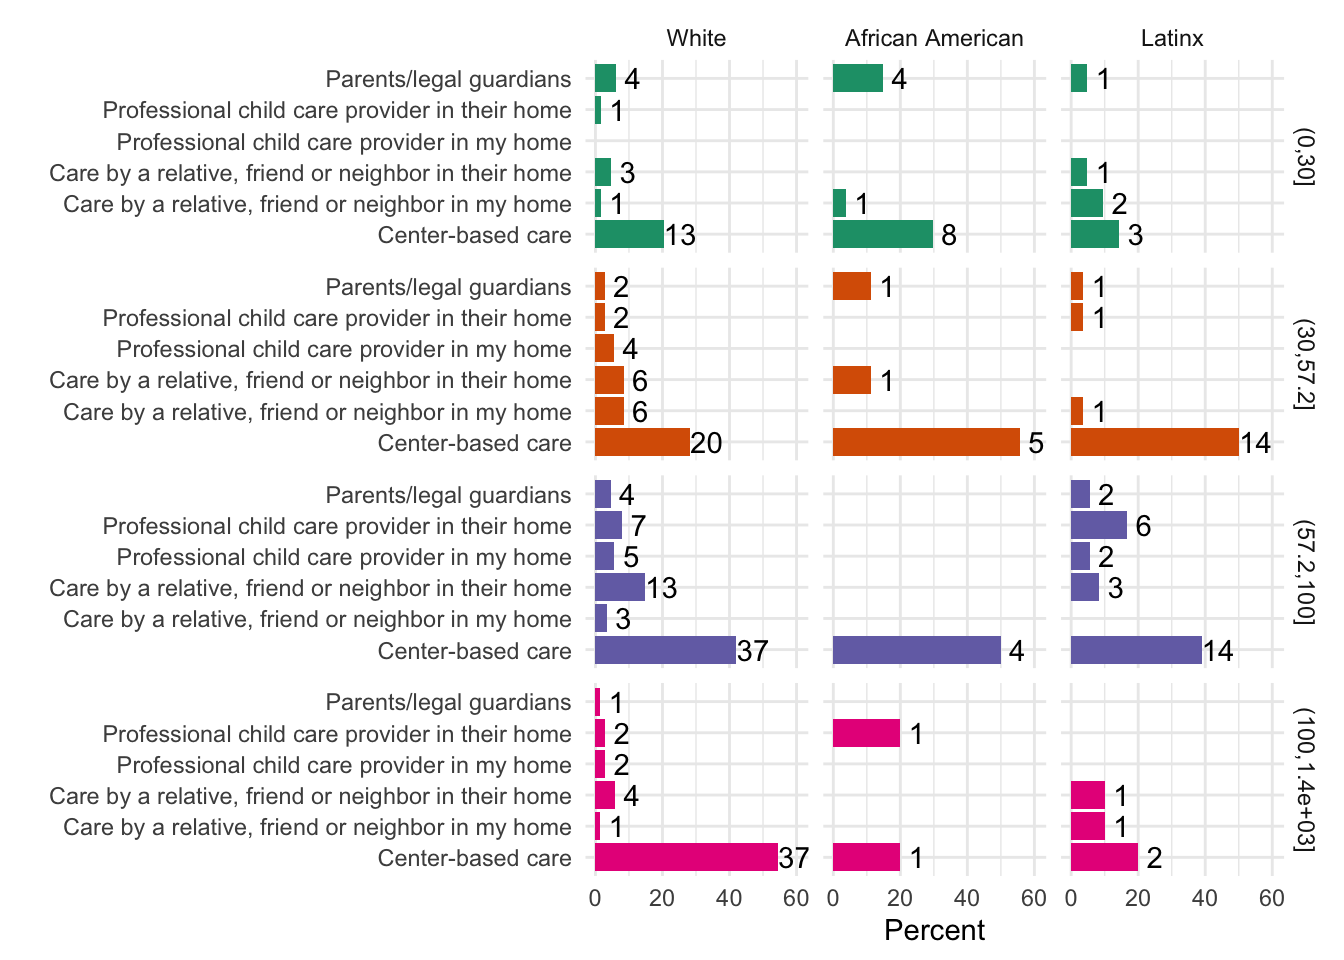 White African American Latinx
Parents/legal guardians 4 4 1
Professional child care provider in their home 1
Professional child care provider in my home
Care by a relative, friend or neighbor in their home 3 1
Care by a relative, friend or neighbor in my home 1 1 2
Center-based care 13 8 3
(0,30]
Parents/legal guardians 2 1 1
Professional child care provider in their home 2 1
Professional child care provider in my home 4
Care by a relative, friend or neighbor in their home 6 1
Care by a relative, friend or neighbor in my home 6 1
Center-based care 20 5 14
(30,57.2]
Parents/legal guardians 4 2
Professional child care provider in their home 7 6
Professional child care provider in my home 5 2
Care by a relative, friend or neighbor in their home 13 3
Care by a relative, friend or neighbor in my home 3
Center-based care 37 4 14
(57.2,100]
Parents/legal guardians 1
Professional child care provider in their home 2 1
Professional child care provider in my home 2
Care by a relative, friend or neighbor in their home 4 1
Care by a relative, friend or neighbor in my home 1 1
Center-based care 37 1 2
(100,1.4e+03]
0 20 40 60 0 20 40 60 0 20 40 60
Percent